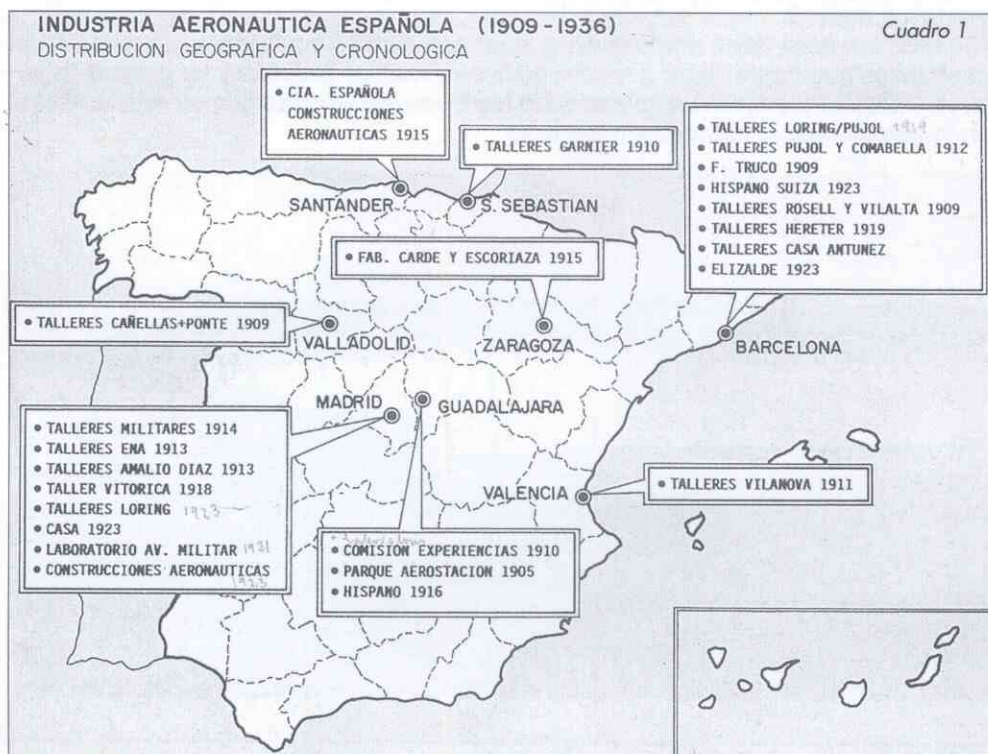 INDUSTRIA AERONAUTICA ESPAÑOLA (1909-1936)
Cuadro 1
DISTRIBUCION GEOGRAFICA Y CRONOLOGICA
• CIA. ESPAÑOLA
CONSTRUCCIONES
AERONAUTICAS 1915
• TALLERES GARNIER 1910
• TALLERES LORING/PUJOL 1919
• TALLERES PUJOL Y COMABELLA 1912
• F. TRUCO 1909
• HISPANO SUIZA 1923
• TALLERES ROSELL Y VILALTA 1909
• TALLERES HERETER 1919
• TALLERES CASA ANTUNEZ
• ELIZALDE 1923
SANTANDER
S. SEBASTIAN
• FAB. CARDE Y ESCORIAZA 1915
• TALLERES CAÑELLAS+PONTE 1909
VALLADOLID
ZARAGOZA
BARCELONA
MADRID
GUADALAJARA
• TALLERES MILITARES 1914
• TALLERES ENA 1913
• TALLERES AMALIO DIAZ 1913
• TALLER VITORICA 1918
• TALLERES LORING 1923
• CASA 1923
• LABORATORIO AV. MILITAR 1921
• CONSTRUCCIONES AERONAUTICAS
1923
VALENCIA
• TALLERES VILANOVA 1911
• COMISION EXPERIENCIAS 1910
• PARQUE AEROSTACION 1905
• HISPANO 1916